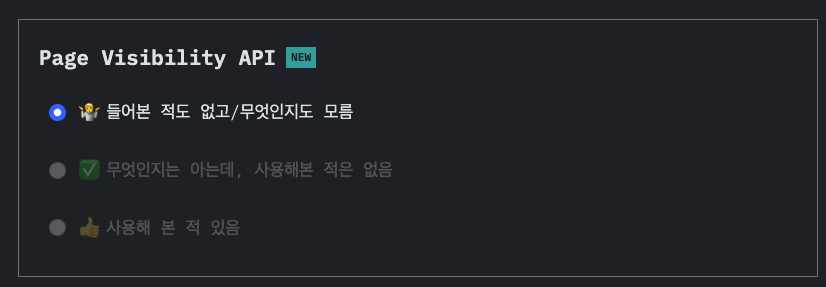 Page Visibility API NEW
🤷 들어본 적도 없고/무엇인지도 모름
✅ 무엇인지는 아는데, 사용해본 적은 없음
👍 사용해 본 적 있음